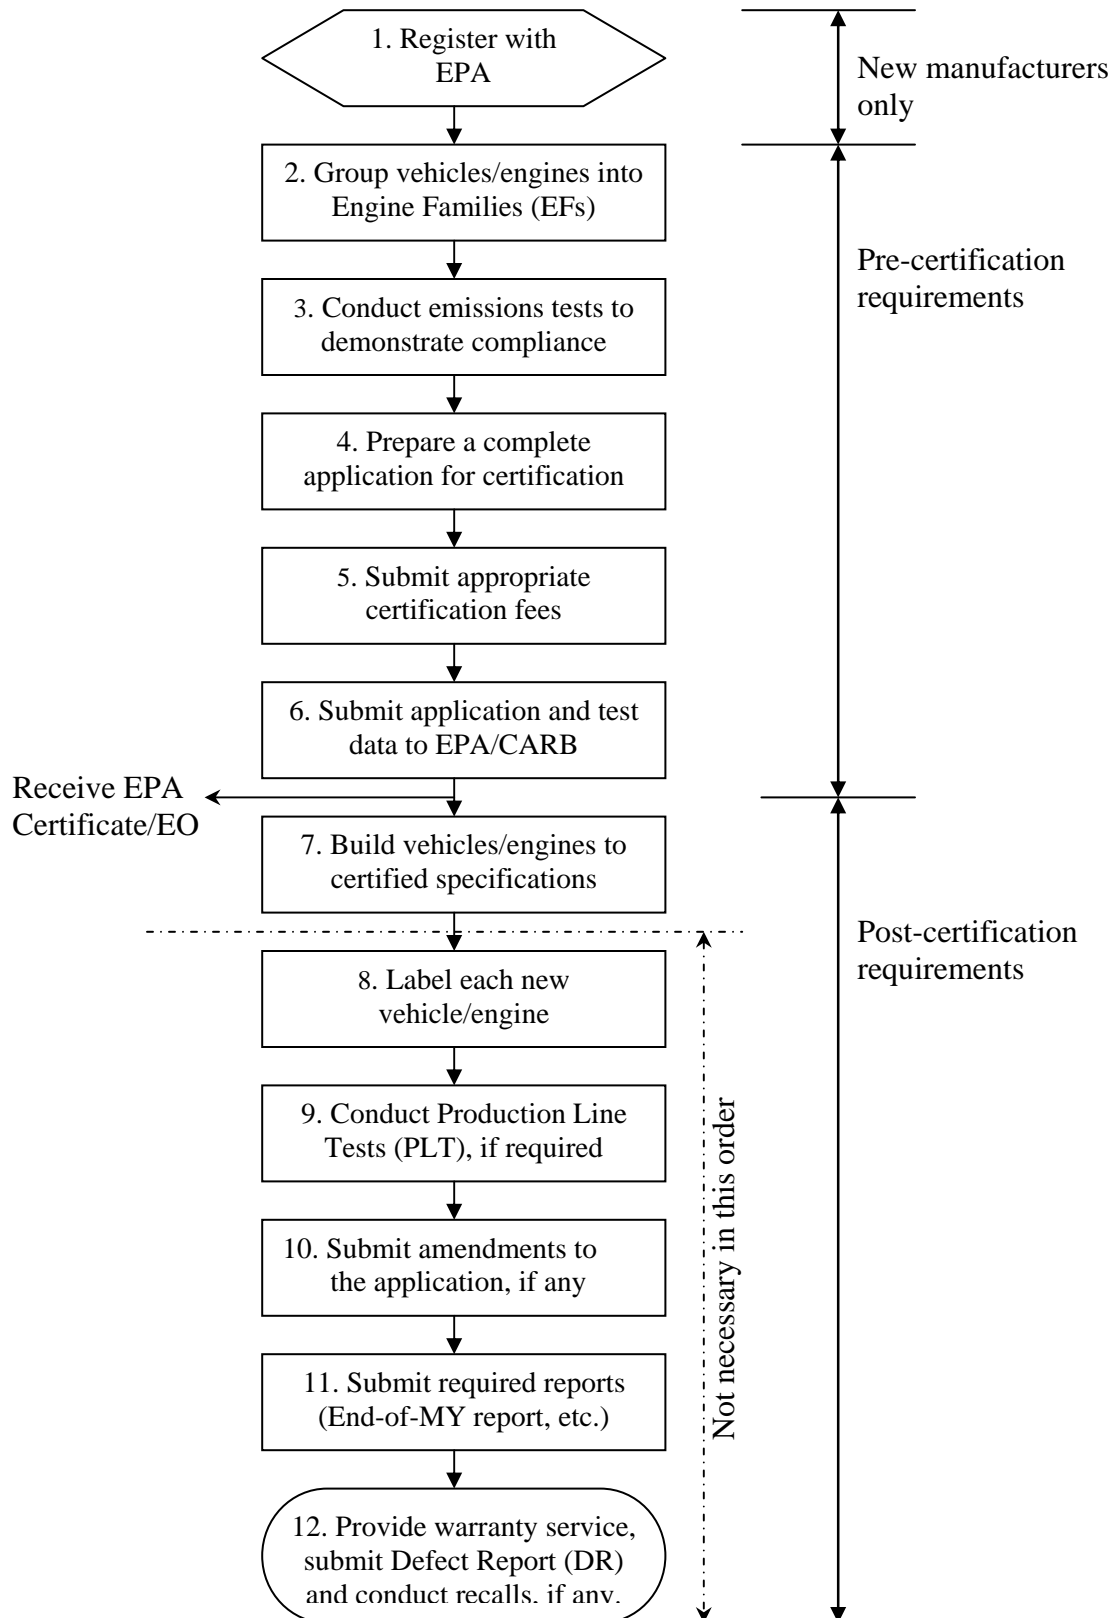 1. Register with
EPA
New manufacturers
only
2. Group vehicles/engines into
Engine Families (EFs)
Pre-certification
requirements
3. Conduct emissions tests to
demonstrate compliance
4. Prepare a complete
application for certification
5. Submit appropriate
certification fees
6. Submit application and test
data to EPA/CARB
Receive EPA
Certificate/EO
7. Build vehicles/engines to
certified specifications
Post-certification
requirements
8. Label each new
vehicle/engine
9. Conduct Production Line
Tests (PLT), if required
Not necessary in this order
10. Submit amendments to
the application, if any
11. Submit required reports
(End-of-MY report, etc.)
12. Provide warranty service,
submit Defect Report (DR)
and conduct recalls, if any.